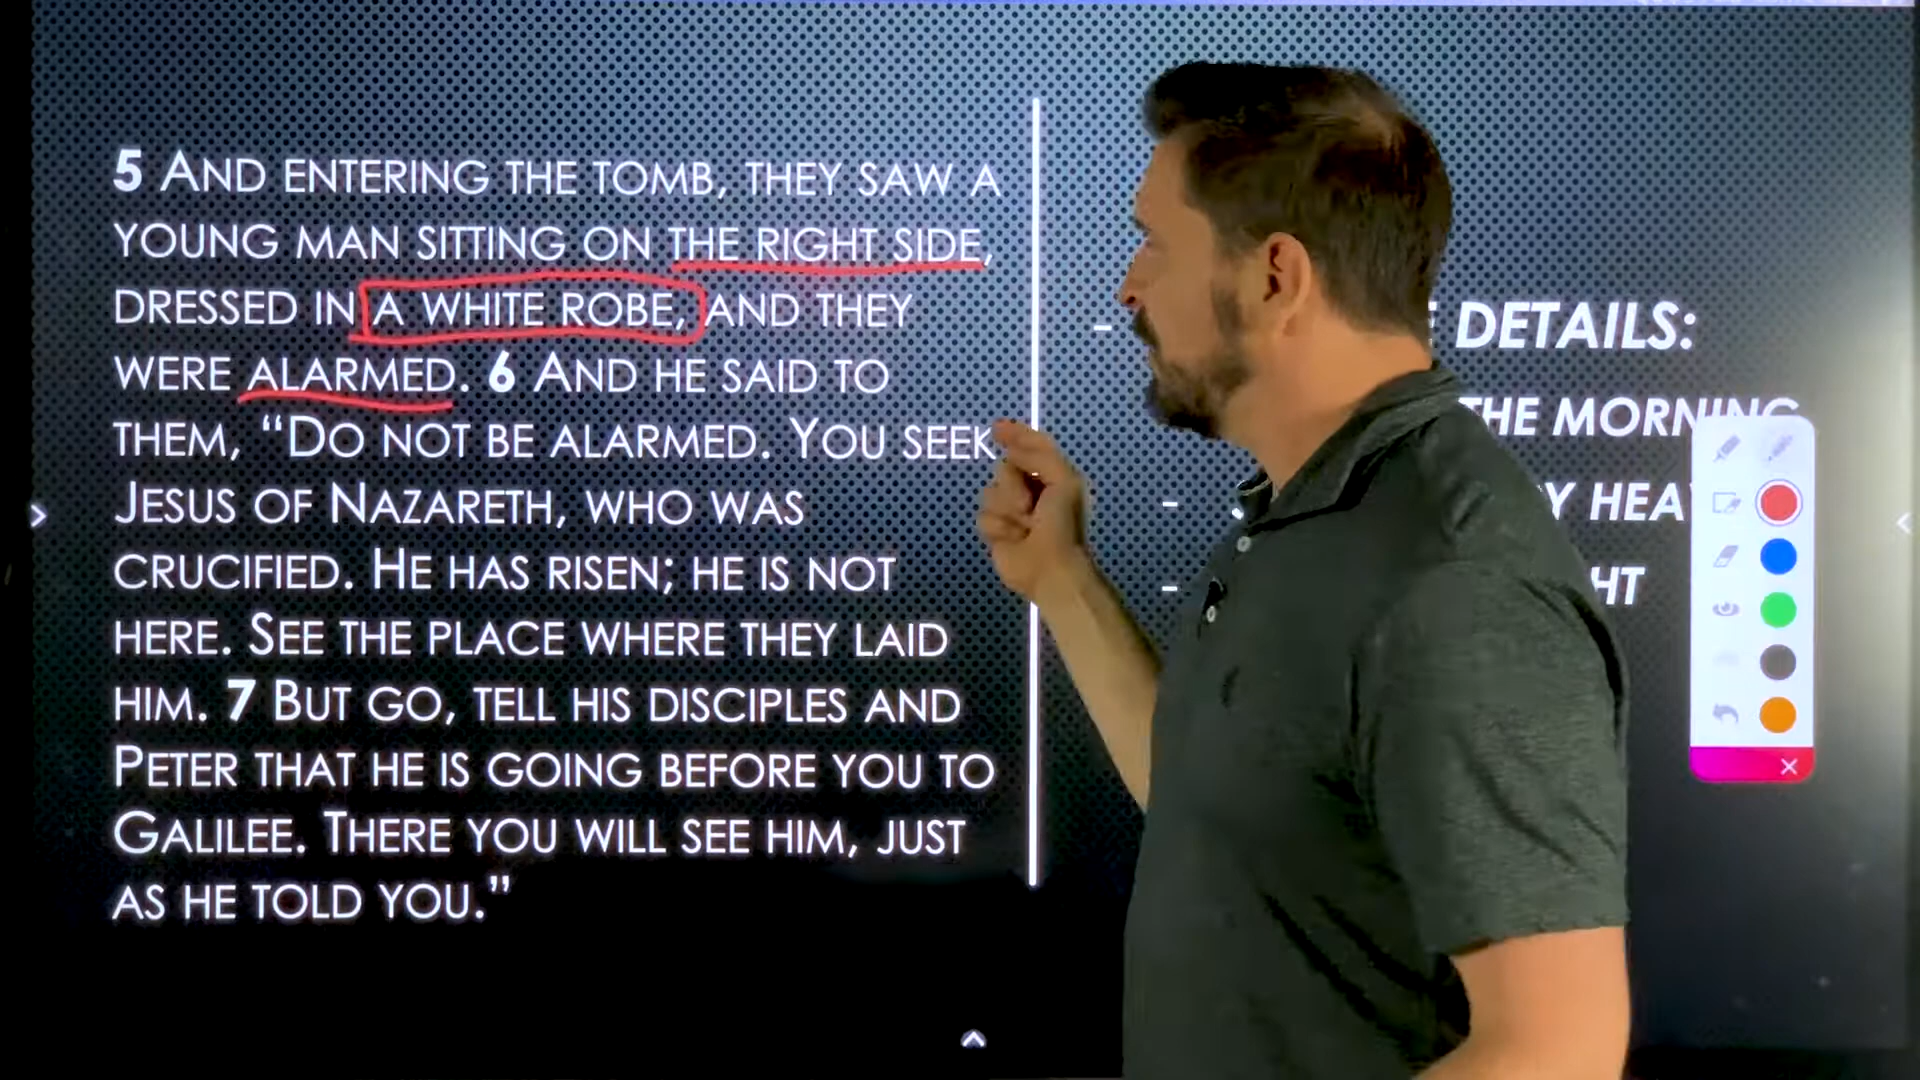 5 AND ENTERING THE TOMB, THEY SAW A
YOUNG MAN SITTING ON THE RIGHT SIDE,
DRESSED IN A WHITE ROBE, AND THEY
WERE ALARMED. 6 AND HE SAID TO
THEM, “DO NOT BE ALARMED. YOU SEEK
JESUS OF NAZARETH, WHO WAS
CRUCIFIED. HE HAS RISEN; HE IS NOT
HERE. SEE THE PLACE WHERE THEY LAID
HIM. 7 BUT GO, TELL HIS DISCIPLES AND
PETER THAT HE IS GOING BEFORE YOU TO
GALILEE. THERE YOU WILL SEE HIM, JUST
AS HE TOLD YOU.”
- DETAILS:
THE MORNING
-
-